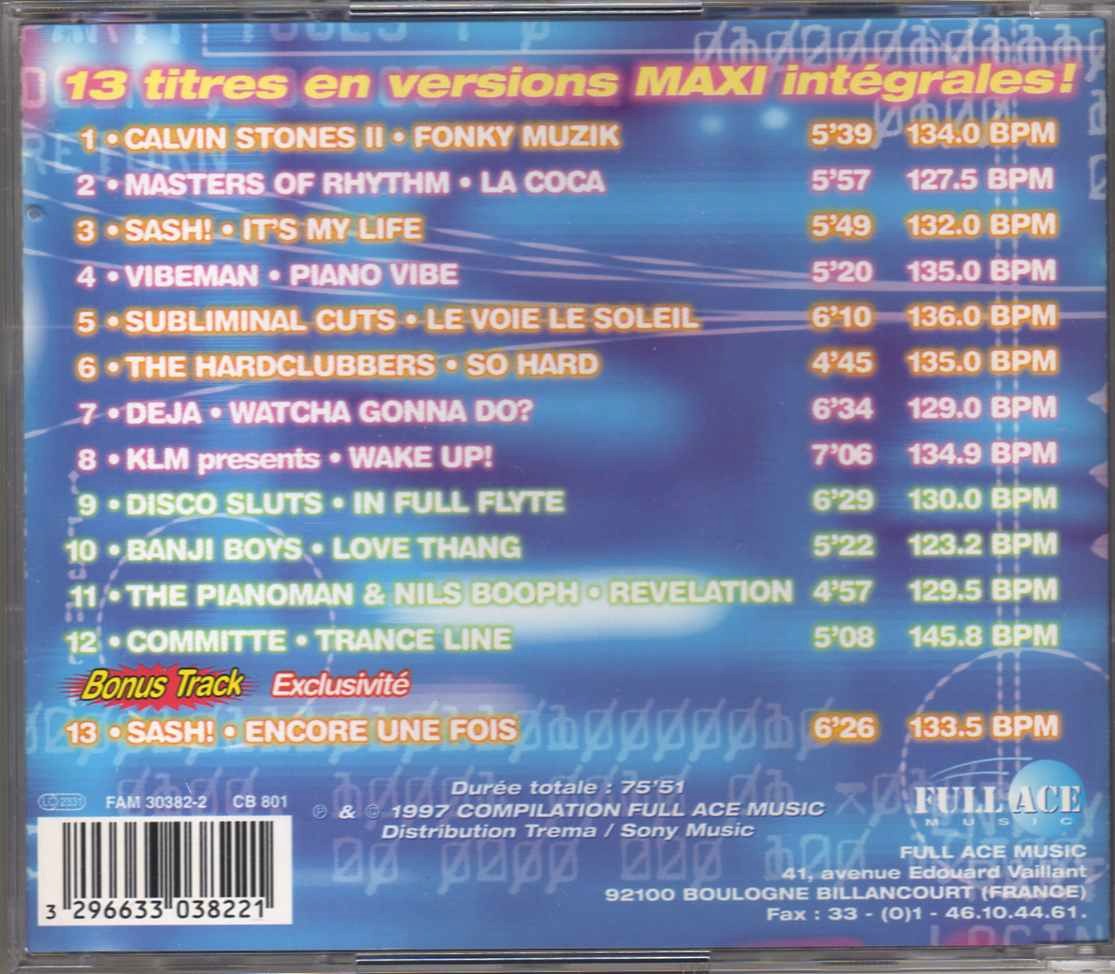 13 titres en versions MAXI intégrales!
1 • CALVIN STONES II • FONKY MUZIK 5'39 134.0 BPM
2 • MASTERS OF RHYTHM • LA COCA 5'57 127.5 BPM
3 • SASH! • IT'S MY LIFE 5'49 132.0 BPM
4 • VIBEMAN • PIANO VIBE 5'20 135.0 BPM
5 • SUBLIMINAL CUTS • LE VOIE LE SOLEIL 6'10 136.0 BPM
6 • THE HARDCLUBBERS • SO HARD 4'45 135.0 BPM
7 • DEJA • WATCHA GONNA DO? 6'34 129.0 BPM
8 • KLM presents • WAKE UP! 7'06 134.9 BPM
9 • DISCO SLUTS • IN FULL FLYTE 6'29 130.0 BPM
10 • BANJI BOYS • LOVE THANG 5'22 123.2 BPM
11 • THE PIANOMAN & NILS BOOPH • REVELATION 4'57 129.5 BPM
12 • COMMITTE • TRANCE LINE 5'08 145.8 BPM
Bonus Track Exclusivité
13 • SASH! • ENCORE UNE FOIS 6'26 133.5 BPM
LC 2331 FAM 30382-2 CB 801
Durée totale : 75'51
℗ & © 1997 COMPILATION FULL ACE MUSIC
Distribution Trema / Sony Music
FULL ACE
MUSIC
FULL ACE MUSIC
41, avenue Edouard Vaillant
92100 BOULOGNE BILLANCOURT (FRANCE)
Fax : 33 - (0)1 - 46.10.44.61.
3 296633 038221